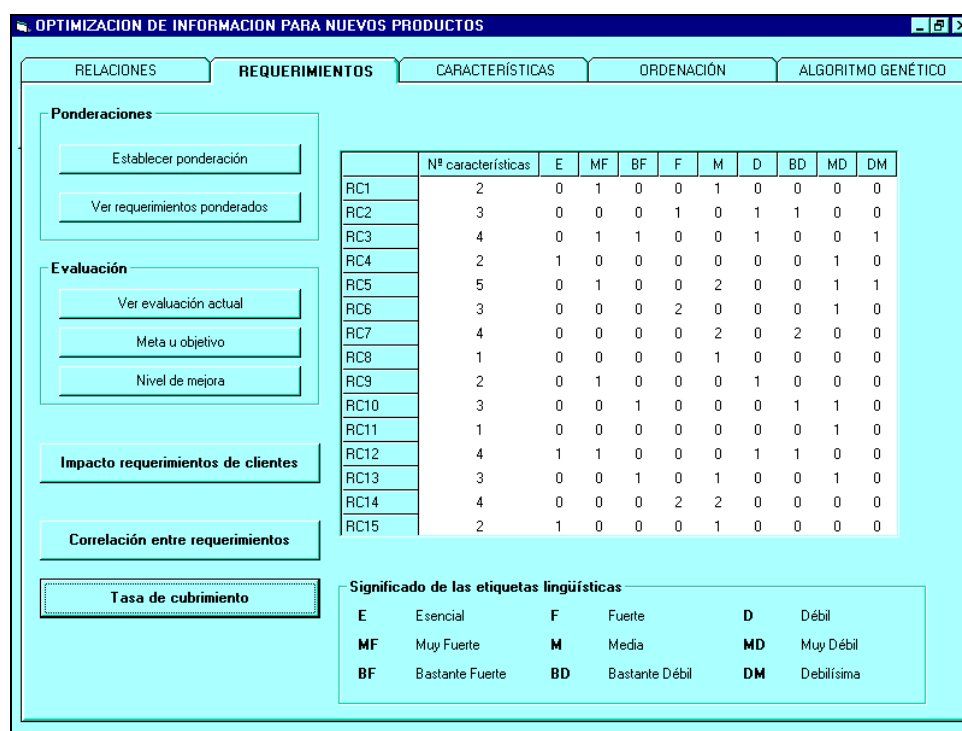 OPTIMIZACION DE INFORMACION PARA NUEVOS PRODUCTOS
RELACIONES REQUERIMIENTOS CARACTERÍSTICAS ORDENACIÓN ALGORITMO GENÉTICO
Ponderaciones
Establecer ponderación
Ver requerimientos ponderados
Evaluación
Ver evaluación actual
Meta u objetivo
Nivel de mejora
Impacto requerimientos de clientes
Correlación entre requerimientos
Tasa de cubrimiento
Nº características E MF BF F M D BD MD DM
RC1 2 0 1 0 0 1 0 0 0 0
RC2 3 0 0 0 1 0 1 1 0 0
RC3 4 0 1 1 0 0 1 0 0 1
RC4 2 1 0 0 0 0 0 0 1 0
RC5 5 0 1 0 0 2 0 0 1 1
RC6 3 0 0 0 2 0 0 0 1 0
RC7 4 0 0 0 0 2 0 2 0 0
RC8 1 0 0 0 0 1 0 0 0 0
RC9 2 0 1 0 0 0 1 0 0 0
RC10 3 0 0 1 0 0 0 1 1 0
RC11 1 0 0 0 0 0 0 0 1 0
RC12 4 1 1 0 0 0 1 1 0 0
RC13 3 0 0 1 0 1 0 0 1 0
RC14 4 0 0 0 2 2 0 0 0 0
RC15 2 1 0 0 0 1 0 0 0 0
Significado de las etiquetas lingüísticas
E Esencial F Fuerte D Débil
MF Muy Fuerte M Media MD Muy Débil
BF Bastante Fuerte BD Bastante Débil DM Debilísima